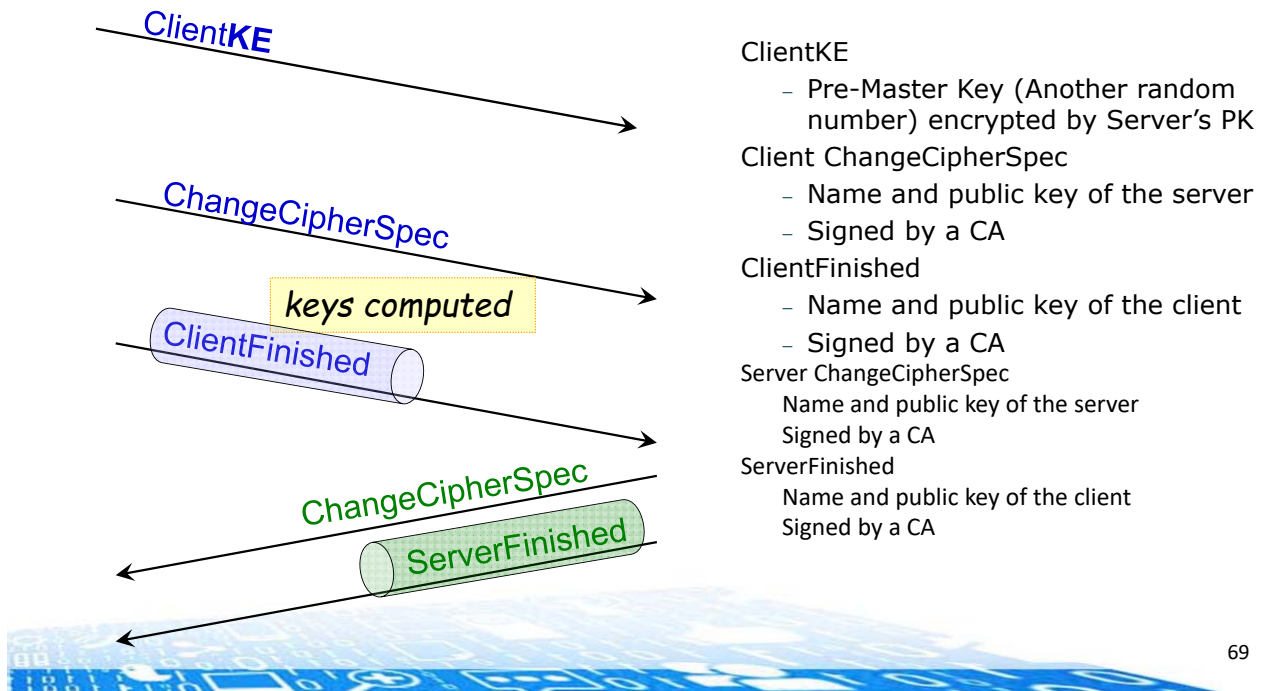 ClientKE
ChangeCipherSpec
keys computed
ClientFinished
ChangeCipherSpec
ServerFinished
ClientKE
– Pre-Master Key (Another random
number) encrypted by Server’s PK
Client ChangeCipherSpec
– Name and public key of the server
– Signed by a CA
ClientFinished
– Name and public key of the client
– Signed by a CA
Server ChangeCipherSpec
Name and public key of the server
Signed by a CA
ServerFinished
Name and public key of the client
Signed by a CA
69